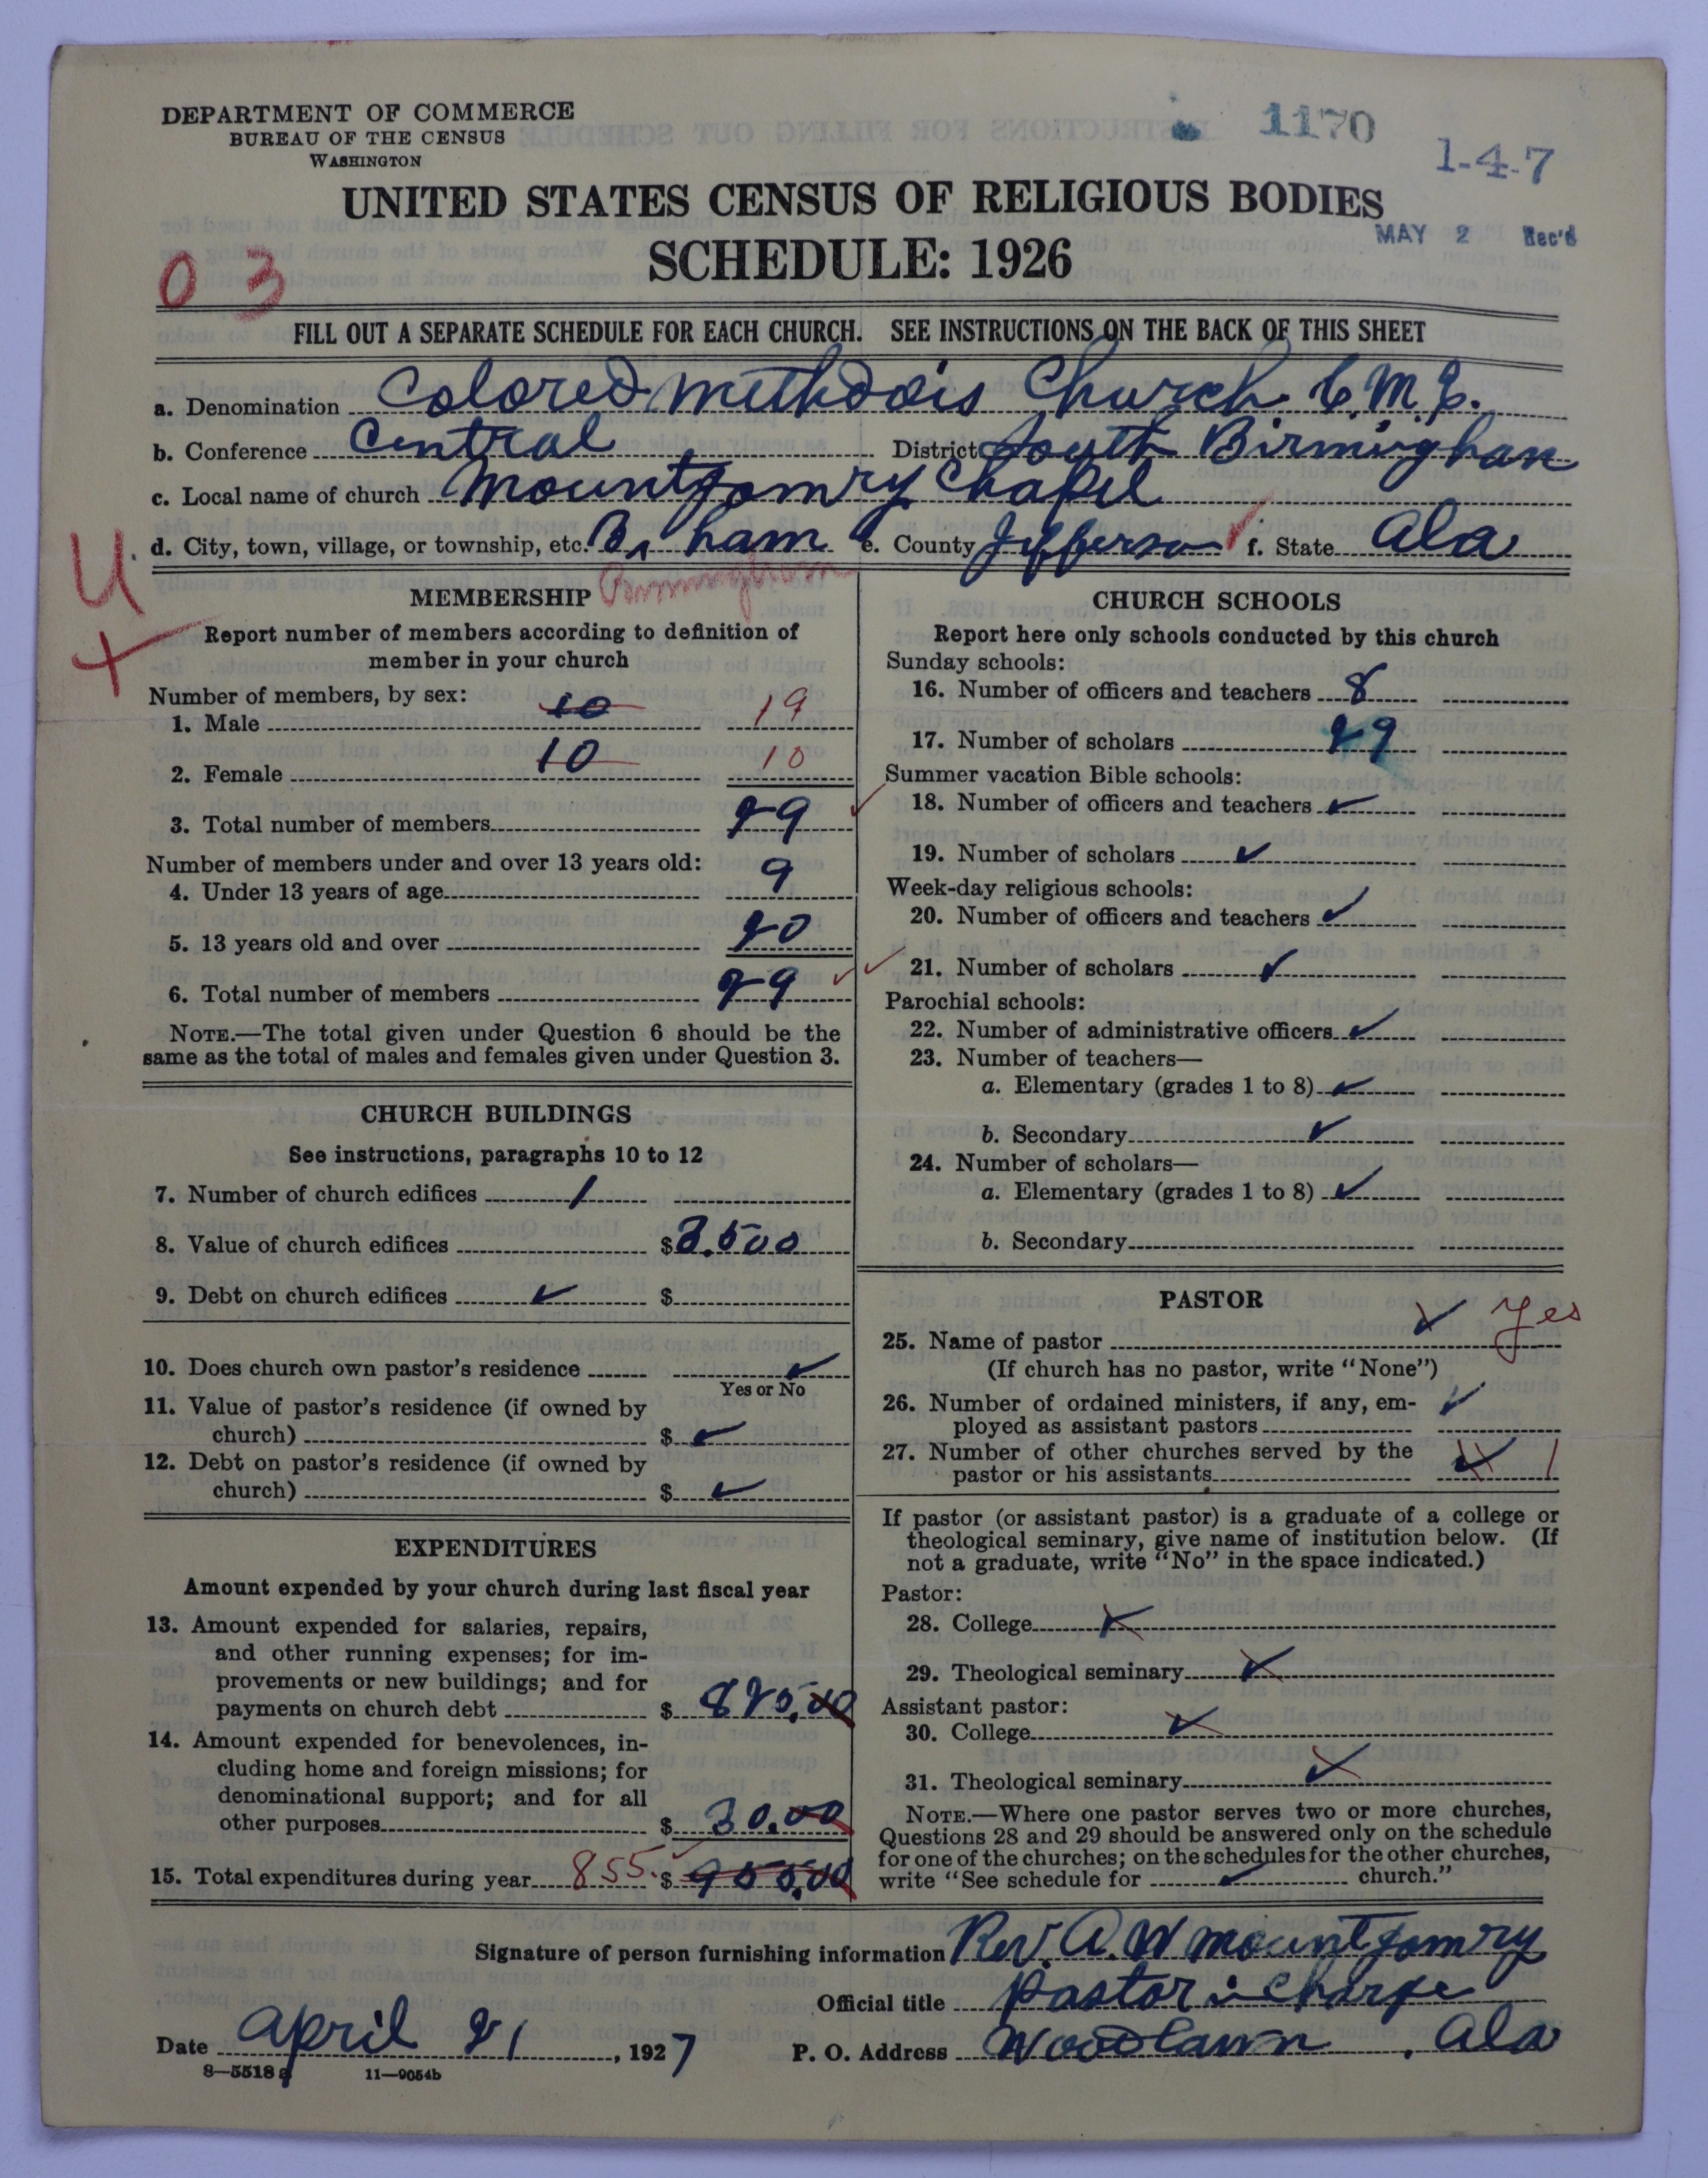 DEPARTMENT OF COMMERCE
BUREAU OF THE CENSUS
WASHINGTON
1170
1-4-7
UNITED STATES CENSUS OF RELIGIOUS BODIES
MAY 2 Rec'd
SCHEDULE: 1926
03
FILL OUT A SEPARATE SCHEDULE FOR EACH CHURCH. SEE INSTRUCTIONS ON THE BACK OF THIS SHEET
a. Denomination Colored Methodois Church C.M.E.
b. Conference Central District South Birmingham
c. Local name of church Mountgomry Chapel
d. City, town, village, or township, etc. B, ham e. County Jefferson f. State Ala
U
Birmingham
MEMBERSHIP
Report number of members according to definition of
member in your church
Number of members, by sex:
1. Male 10 19
2. Female 10 10
3. Total number of members 29
Number of members under and over 13 years old:
4. Under 13 years of age 9
5. 13 years old and over 20
6. Total number of members 29
NOTE.—The total given under Question 6 should be the
same as the total of males and females given under Question 3.
CHURCH BUILDINGS
See instructions, paragraphs 10 to 12
7. Number of church edifices 1
8. Value of church edifices $3.500
9. Debt on church edifices ✓ $
10. Does church own pastor's residence ✓
Yes or No
11. Value of pastor's residence (if owned by
church) $ ✓
12. Debt on pastor's residence (if owned by
church) $ ✓
EXPENDITURES
Amount expended by your church during last fiscal year
13. Amount expended for salaries, repairs,
and other running expenses; for im-
provements or new buildings; and for
payments on church debt $ 825.00
14. Amount expended for benevolences, in-
cluding home and foreign missions; for
denominational support; and for all
other purposes $ 30.00
15. Total expenditures during year 855. $ 955.00
CHURCH SCHOOLS
Report here only schools conducted by this church
Sunday schools:
16. Number of officers and teachers 8
17. Number of scholars 29
Summer vacation Bible schools:
18. Number of officers and teachers ✓
19. Number of scholars ✓
Week-day religious schools:
20. Number of officers and teachers ✓
21. Number of scholars ✓
Parochial schools:
22. Number of administrative officers ✓
23. Number of teachers—
a. Elementary (grades 1 to 8) ✓
b. Secondary ✓
24. Number of scholars—
a. Elementary (grades 1 to 8) ✓
b. Secondary
PASTOR
25. Name of pastor ✓ Yes
(If church has no pastor, write "None")
26. Number of ordained ministers, if any, em-
ployed as assistant pastors ✓
27. Number of other churches served by the
pastor or his assistants ✓ 1
If pastor (or assistant pastor) is a graduate of a college or
theological seminary, give name of institution below. (If
not a graduate, write "No" in the space indicated.)
Pastor:
28. College ✓
29. Theological seminary ✓
Assistant pastor:
30. College ✓
31. Theological seminary ✓
NOTE.—Where one pastor serves two or more churches,
Questions 28 and 29 should be answered only on the schedule
for one of the churches; on the schedules for the other churches,
write "See schedule for ✓ church."
Signature of person furnishing information Rev. A. W mountgomry
Official title Pastor in Charge
Date april 21, 1927 P. O. Address Woodlawn, Ala
8—5518a 11—9054b